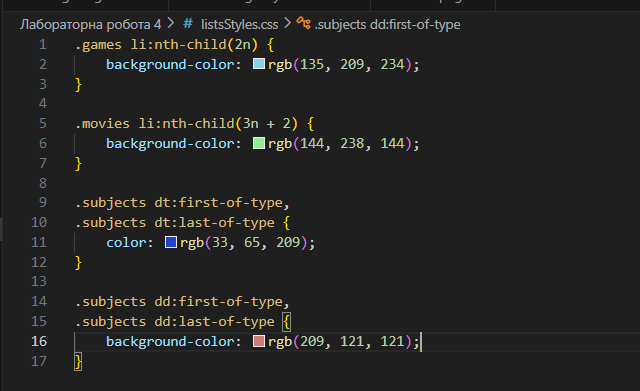 Лабораторна робота 4 > # listsStyles.css > .subjects dd:first-of-type
1 .games li:nth-child(2n) {
2 background-color: rgb(135, 209, 234);
3 }
4
5 .movies li:nth-child(3n + 2) {
6 background-color: rgb(144, 238, 144);
7 }
8
9 .subjects dt:first-of-type,
10 .subjects dt:last-of-type {
11 color: rgb(33, 65, 209);
12 }
13
14 .subjects dd:first-of-type,
15 .subjects dd:last-of-type {
16 background-color: rgb(209, 121, 121);
17 }